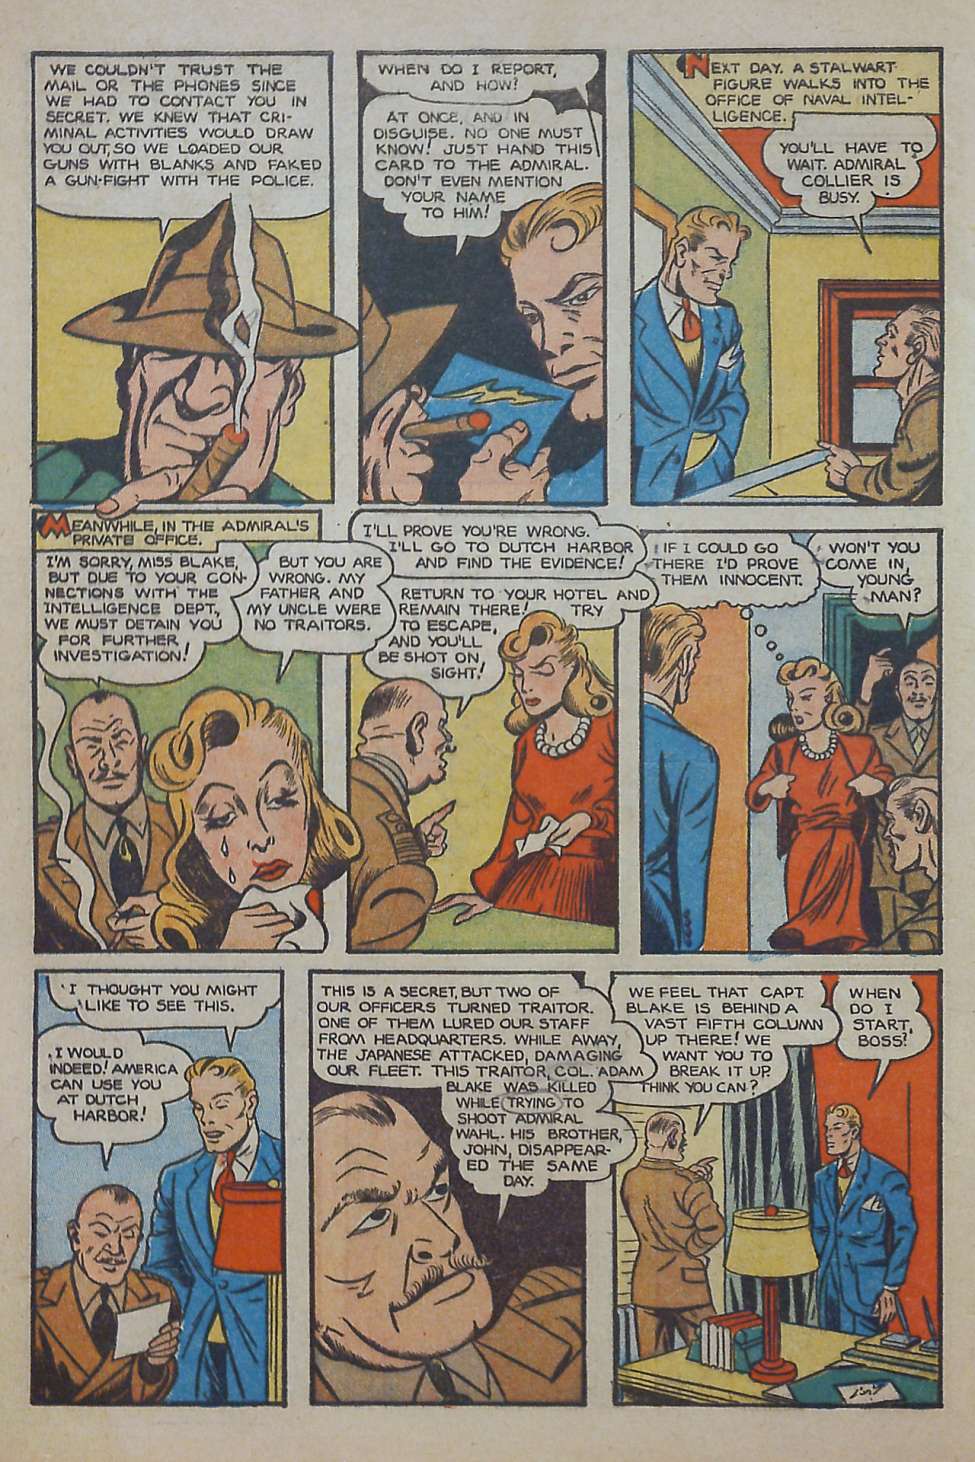 WE COULDN'T TRUST THE
MAIL OR THE PHONES SINCE
WE HAD TO CONTACT YOU IN
SECRET. WE KNEW THAT CRI-
MINAL ACTIVITIES WOULD DRAW
YOU OUT, SO WE LOADED OUR
GUNS WITH BLANKS AND FAKED
A GUN-FIGHT WITH THE POLICE.
WHEN DO I REPORT,
AND HOW?
AT ONCE, AND IN
DISGUISE. NO ONE MUST
KNOW! JUST HAND THIS
CARD TO THE ADMIRAL.
DON'T EVEN MENTION
YOUR NAME
TO HIM!
NEXT DAY. A STALWART
FIGURE WALKS INTO THE
OFFICE OF NAVAL INTEL-
LIGENCE.
YOU'LL HAVE TO
WAIT. ADMIRAL
COLLIER IS
BUSY.
MEANWHILE, IN THE ADMIRAL'S
PRIVATE OFFICE.
I'M SORRY, MISS BLAKE,
BUT DUE TO YOUR CON-
NECTIONS WITH THE
INTELLIGENCE DEPT,
WE MUST DETAIN YOU
FOR FURTHER
INVESTIGATION!
BUT YOU ARE
WRONG. MY
FATHER AND
MY UNCLE WERE
NO TRAITORS.
I'LL PROVE YOU'RE WRONG.
I'LL GO TO DUTCH HARBOR
AND FIND THE EVIDENCE!
RETURN TO YOUR HOTEL AND
REMAIN THERE! TRY
TO ESCAPE,
AND YOU'LL
BE SHOT ON
SIGHT!
IF I COULD GO
THERE I'D PROVE
THEM INNOCENT.
WON'T YOU
COME IN,
YOUNG
MAN?
I THOUGHT YOU MIGHT
LIKE TO SEE THIS.
I WOULD
INDEED! AMERICA
CAN USE YOU
AT DUTCH
HARBOR!
THIS IS A SECRET, BUT TWO OF
OUR OFFICERS TURNED TRAITOR.
ONE OF THEM LURED OUR STAFF
FROM HEADQUARTERS. WHILE AWAY,
THE JAPANESE ATTACKED, DAMAGING
OUR FLEET. THIS TRAITOR, COL. ADAM
BLAKE WAS KILLED
WHILE TRYING TO
SHOOT ADMIRAL
WAHL. HIS BROTHER,
JOHN, DISAPPEAR-
ED THE SAME
DAY.
WE FEEL THAT CAPT.
BLAKE IS BEHIND A
VAST FIFTH COLUMN
UP THERE! WE
WANT YOU TO
BREAK IT UP.
THINK YOU CAN?
WHEN
DO I
START,
BOSS?